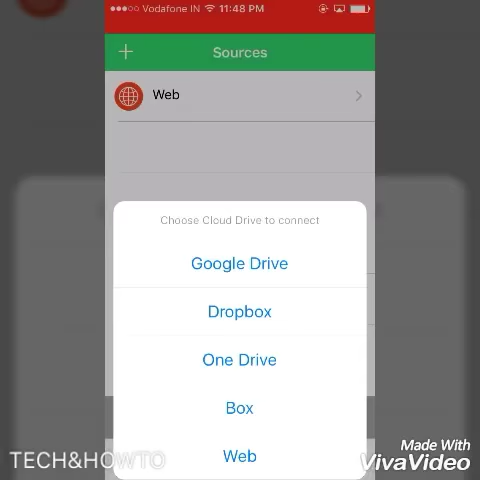 Vodafone IN 11:48 PM
Sources
Web
Choose Cloud Drive to connect
Google Drive
Dropbox
One Drive
Box
Web
TECH&HOWTO
Made With
VivaVideo